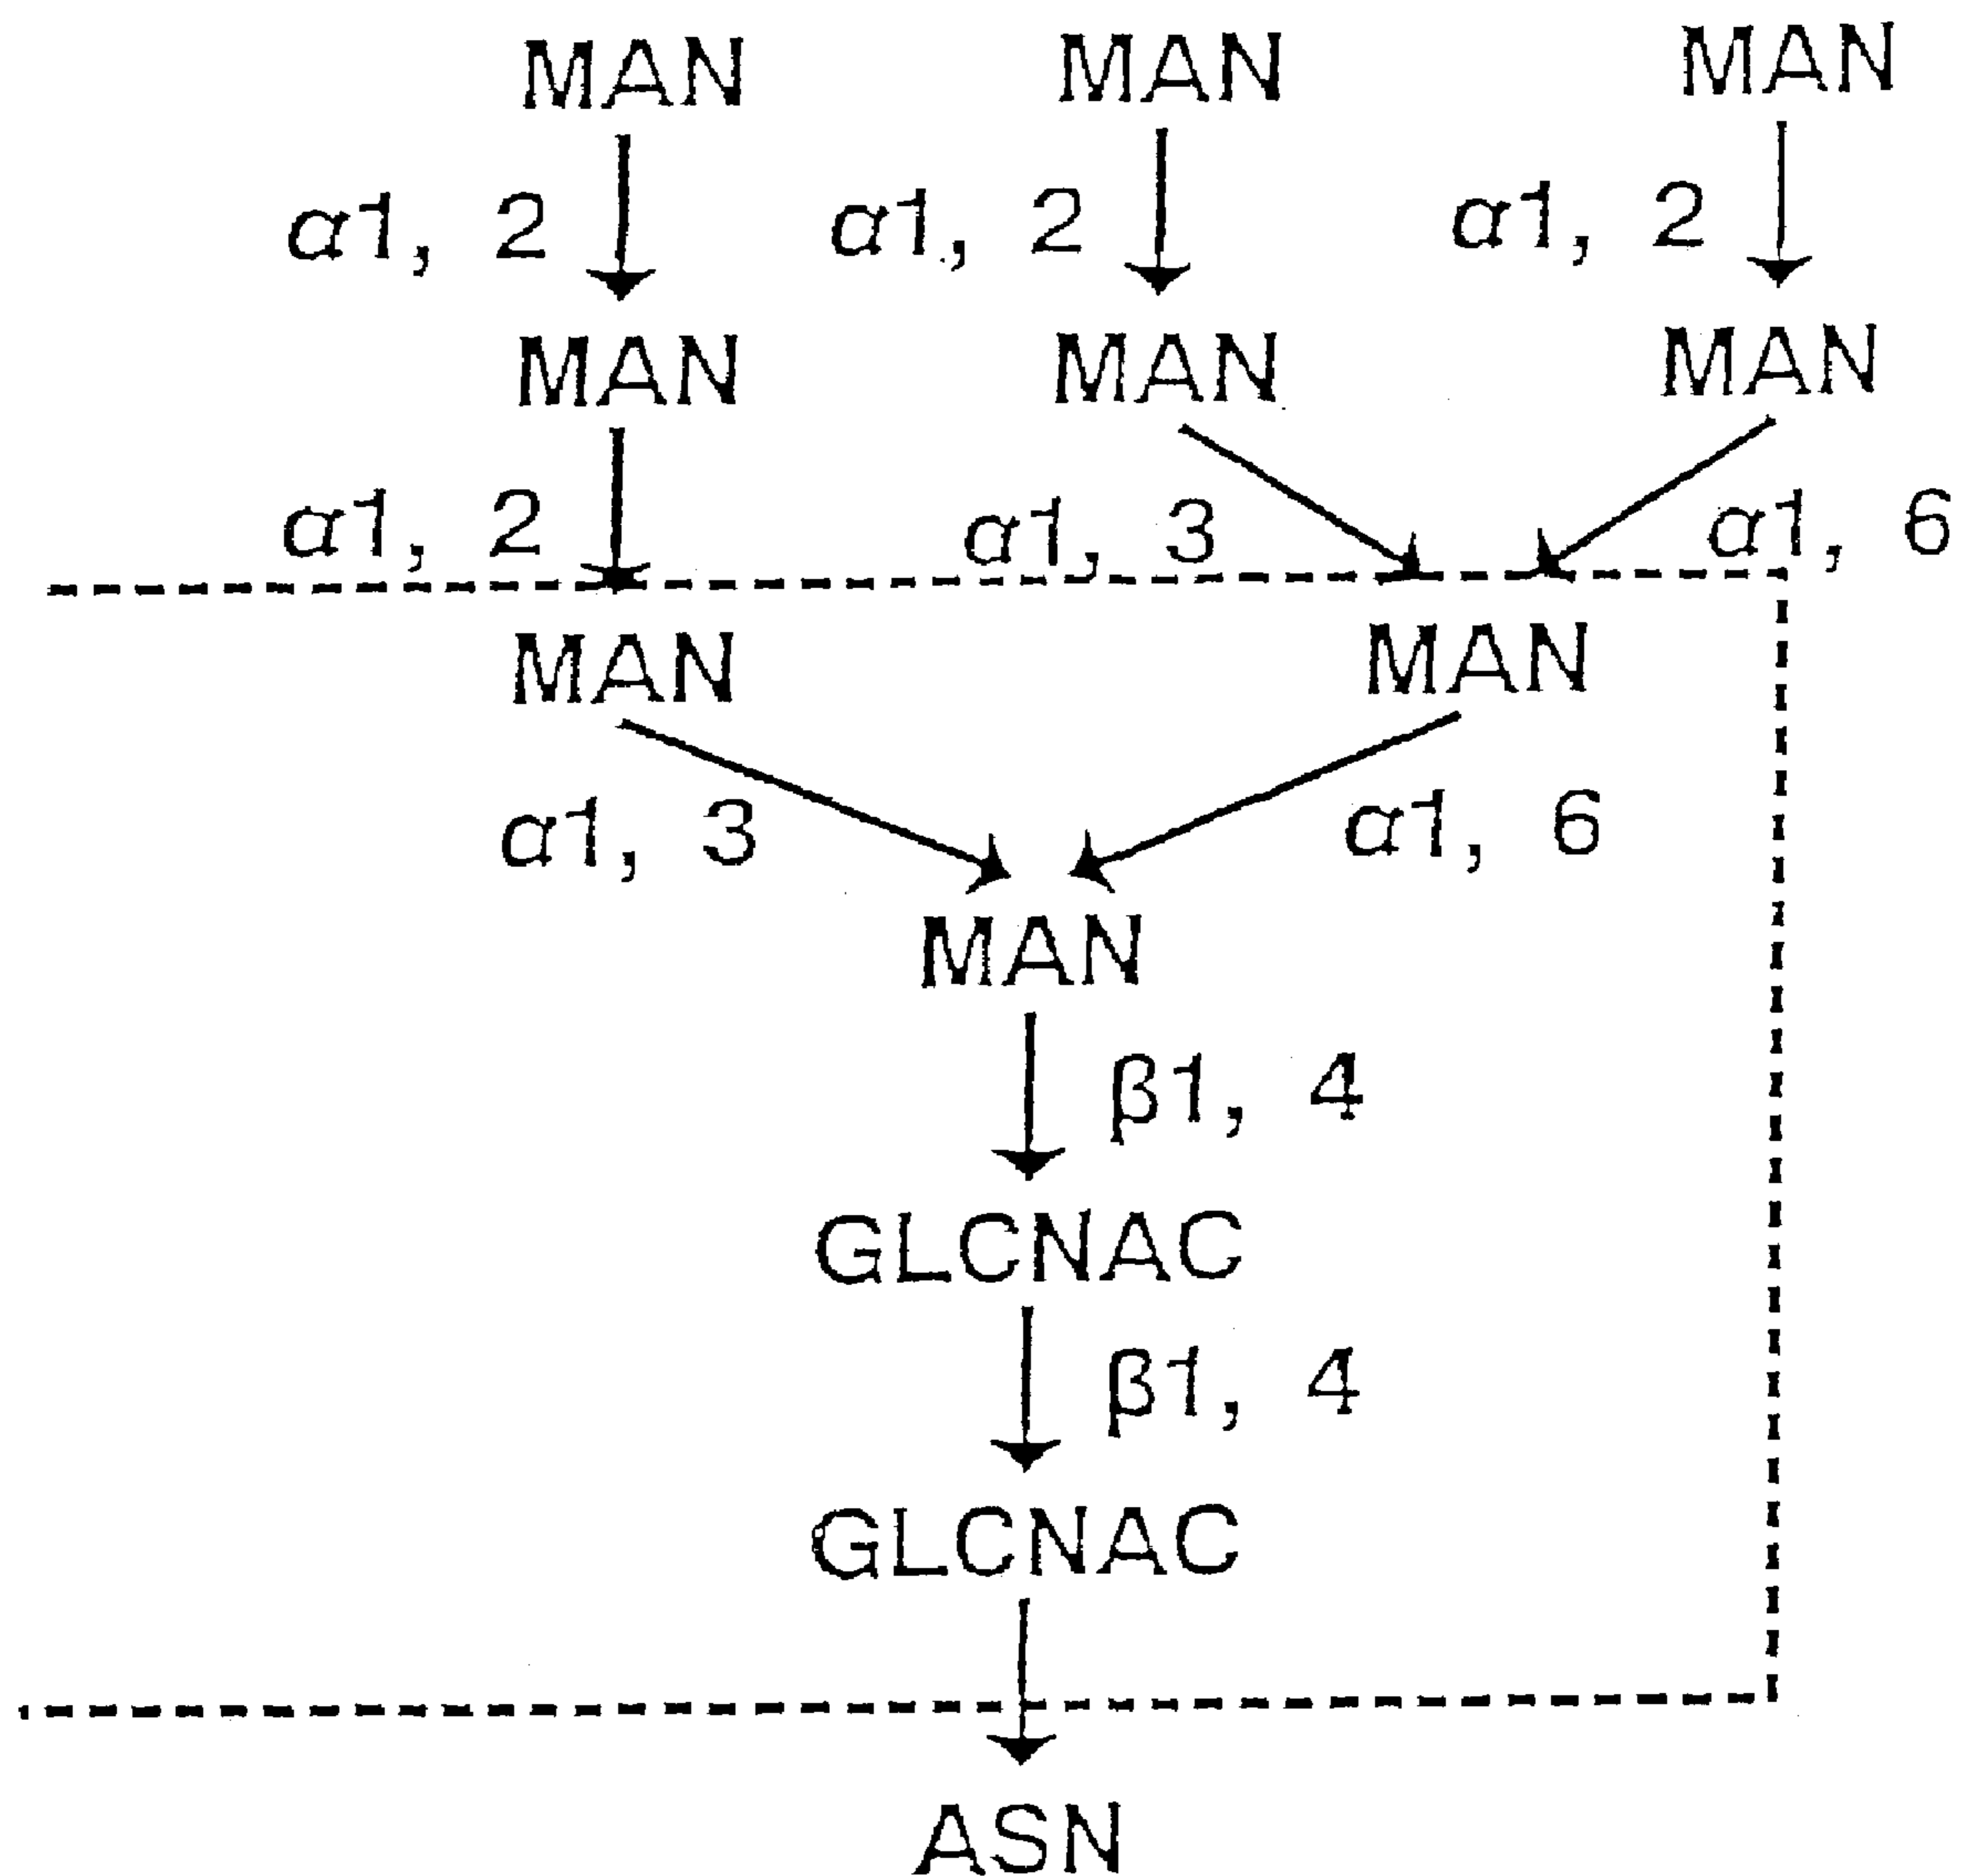 MAN MAN MAN
α1, 2 α1, 2 α1, 2
MAN MAN MAN
α1, 2 α1, 3 α1, 6
MAN MAN
α1, 3 α1, 6
MAN
β1, 4
GLCNAC
β1, 4
GLCNAC
ASN